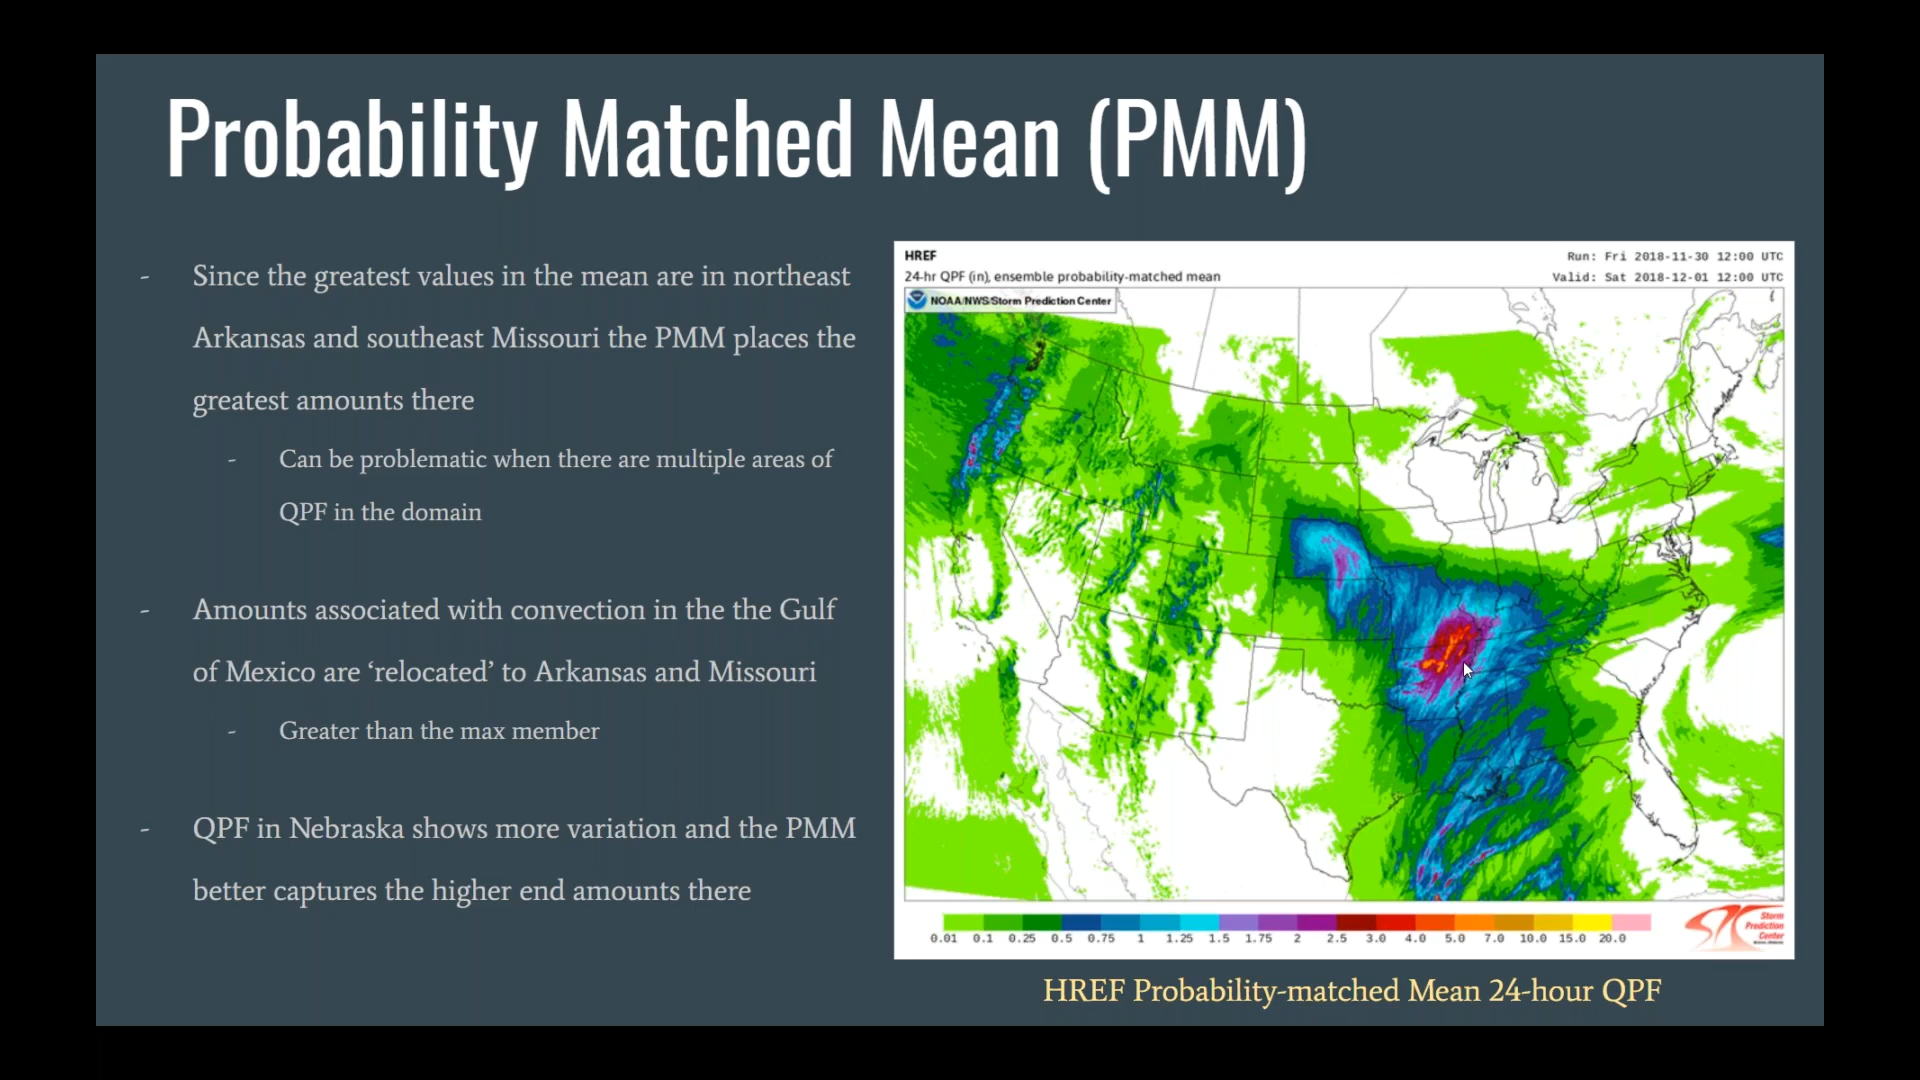 Probability Matched Mean (PMM)
- Since the greatest values in the mean are in northeast
Arkansas and southeast Missouri the PMM places the
greatest amounts there
- Can be problematic when there are multiple areas of
QPF in the domain
- Amounts associated with convection in the the Gulf
of Mexico are ‘relocated’ to Arkansas and Missouri
- Greater than the max member
- QPF in Nebraska shows more variation and the PMM
better captures the higher end amounts there
HREF
Run: Fri 2018-11-30 12:00 UTC
24-hr QPF (in), ensemble probability-matched mean
Valid: Sat 2018-12-01 12:00 UTC
NOAA/NWS/Storm Prediction Center
0.01 0.1 0.25 0.5 0.75 1 1.25 1.5 1.75 2 2.5 3.0 4.0 5.0 7.0 10.0 15.0 20.0
Storm
Prediction
Center
HREF Probability-matched Mean 24-hour QPF